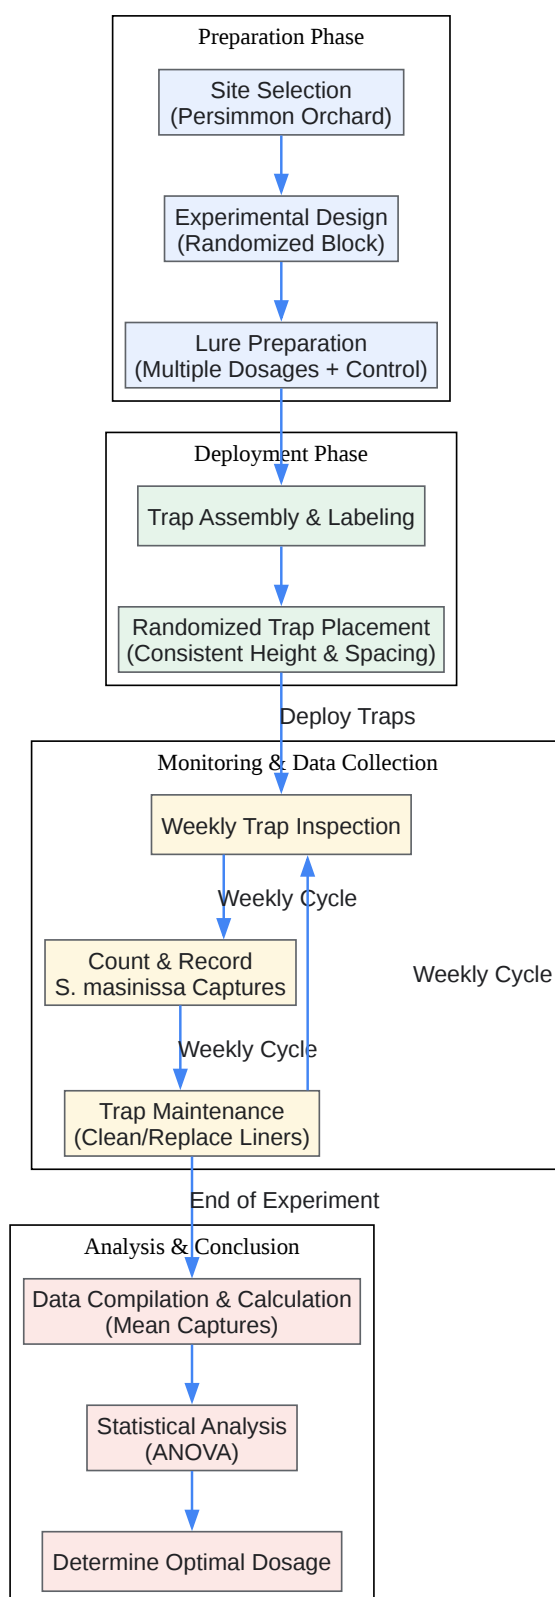 Preparation Phase
Site Selection
(Persimmon Orchard)
Experimental Design
(Randomized Block)
Lure Preparation
(Multiple Dosages + Control)
Deployment Phase
Trap Assembly & Labeling
Randomized Trap Placement
(Consistent Height & Spacing)
Deploy Traps
Monitoring & Data Collection
Weekly Trap Inspection
Weekly Cycle
Count & Record
S. masinissa Captures
Weekly Cycle
Weekly Cycle
Trap Maintenance
(Clean/Replace Liners)
End of Experiment
Analysis & Conclusion
Data Compilation & Calculation
(Mean Captures)
Statistical Analysis
(ANOVA)
Determine Optimal Dosage